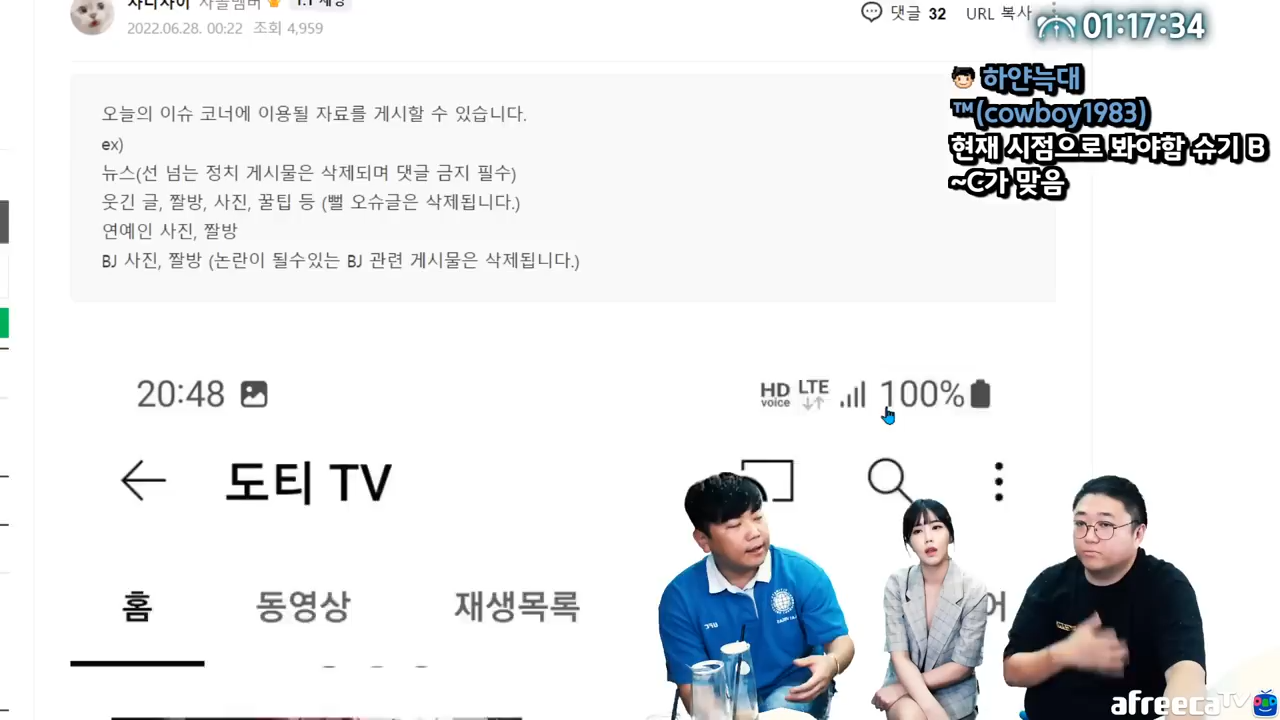 2022.06.28. 00:22 조회 4,959
댓글 32 URL 복사
01:17:34
하얀늑대
™(cowboy1983)
현재 시점으로 봐야함 슈기 B
~C가 맞음
오늘의 이슈 코너에 이용될 자료를 게시할 수 있습니다.
ex)
뉴스(선 넘는 정치 게시물은 삭제되며 댓글 금지 필수)
웃긴 글, 짤방, 사진, 꿀팁 등 (뻘 오슈글은 삭제됩니다.)
연예인 사진, 짤방
BJ 사진, 짤방 (논란이 될수있는 BJ 관련 게시물은 삭제됩니다.)
20:48 HD voice LTE 100%
도티 TV
홈 동영상 재생목록
afreecaTV